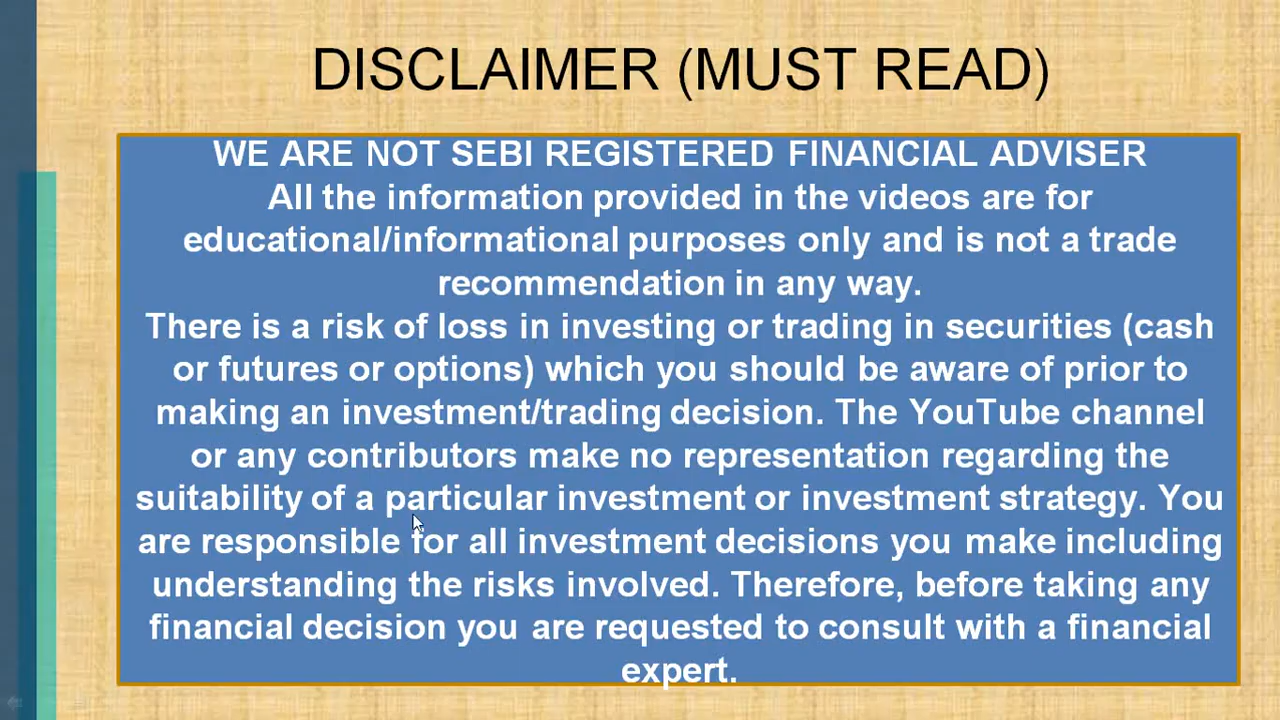 DISCLAIMER (MUST READ)
WE ARE NOT SEBI REGISTERED FINANCIAL ADVISER
All the information provided in the videos are for
educational/informational purposes only and is not a trade
recommendation in any way.
There is a risk of loss in investing or trading in securities (cash
or futures or options) which you should be aware of prior to
making an investment/trading decision. The YouTube channel
or any contributors make no representation regarding the
suitability of a particular investment or investment strategy. You
are responsible for all investment decisions you make including
understanding the risks involved. Therefore, before taking any
financial decision you are requested to consult with a financial
expert.